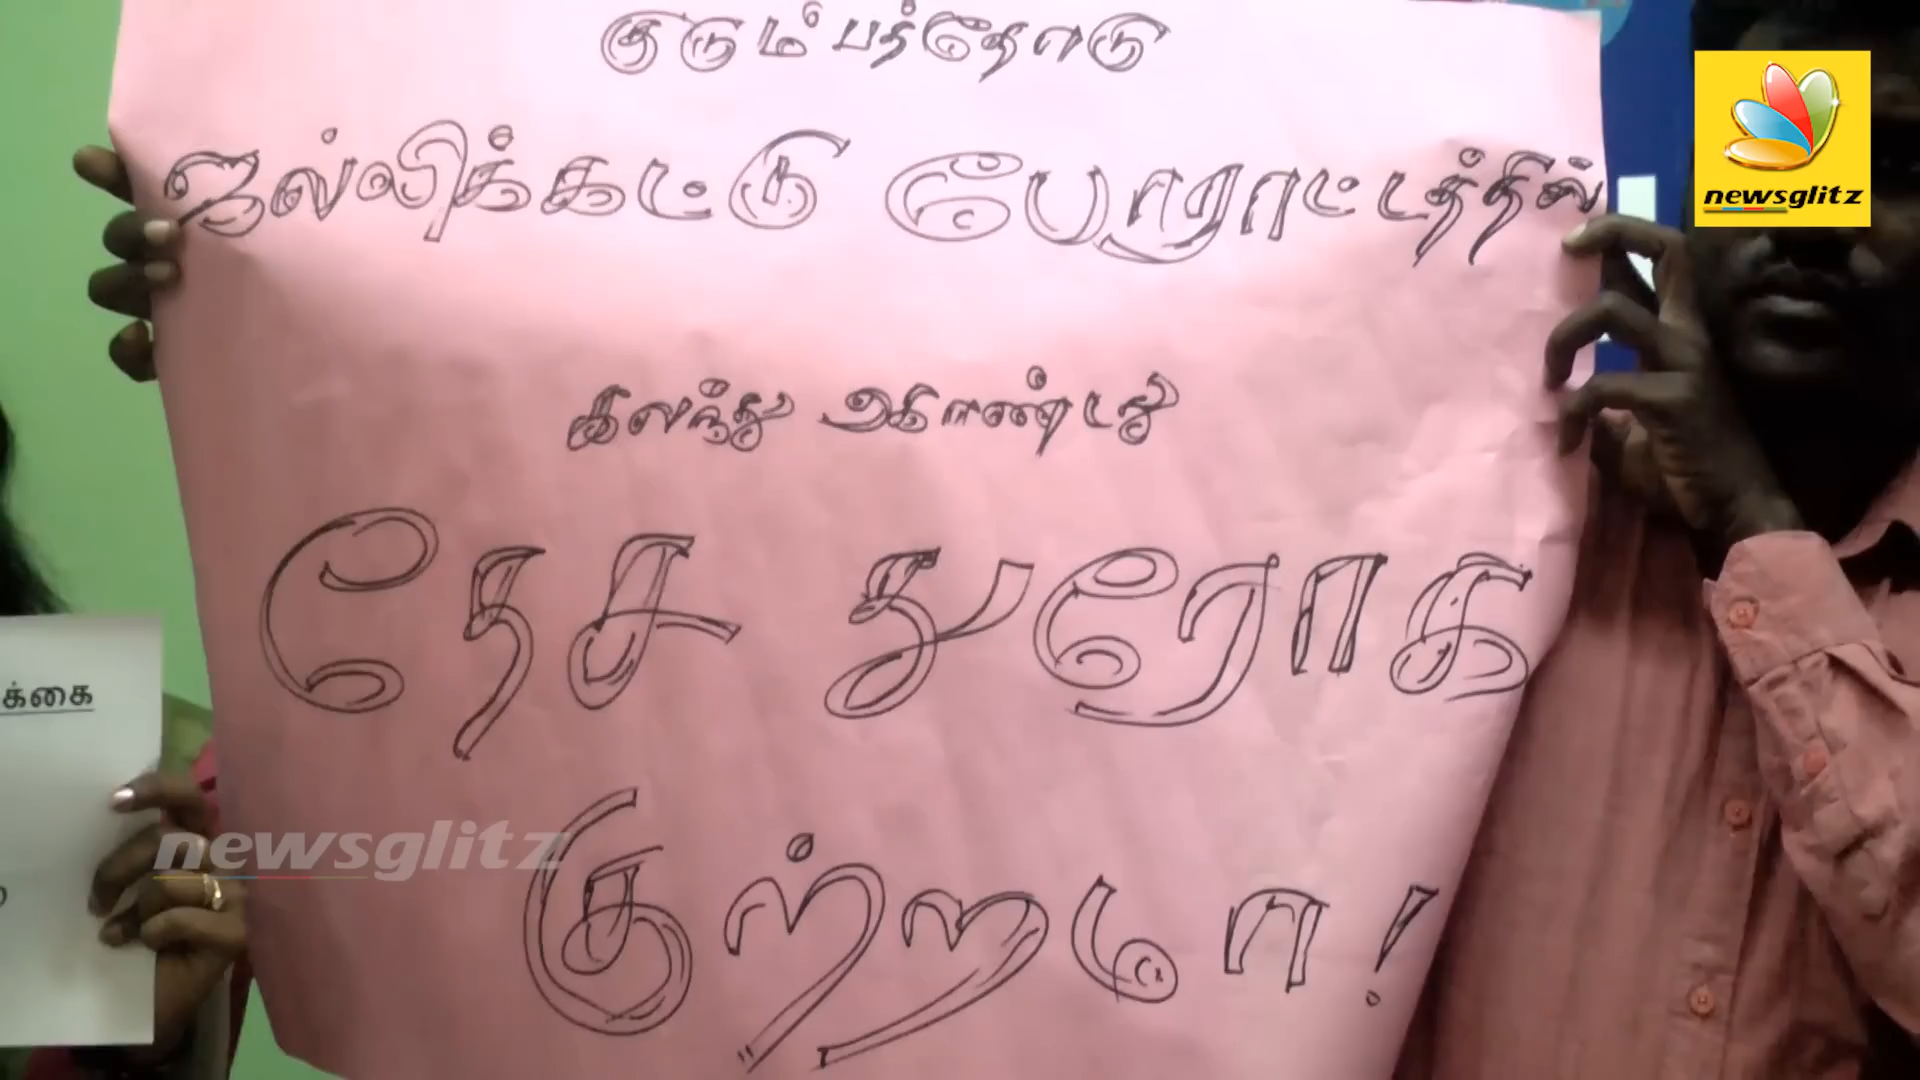 குடும்பத்தோடு
ஜல்லிக்கட்டு போராட்டத்தில்
கலந்து கொண்டது
தேச துரோக
குற்றமா!
க்கை
newsglitz
newsglitz